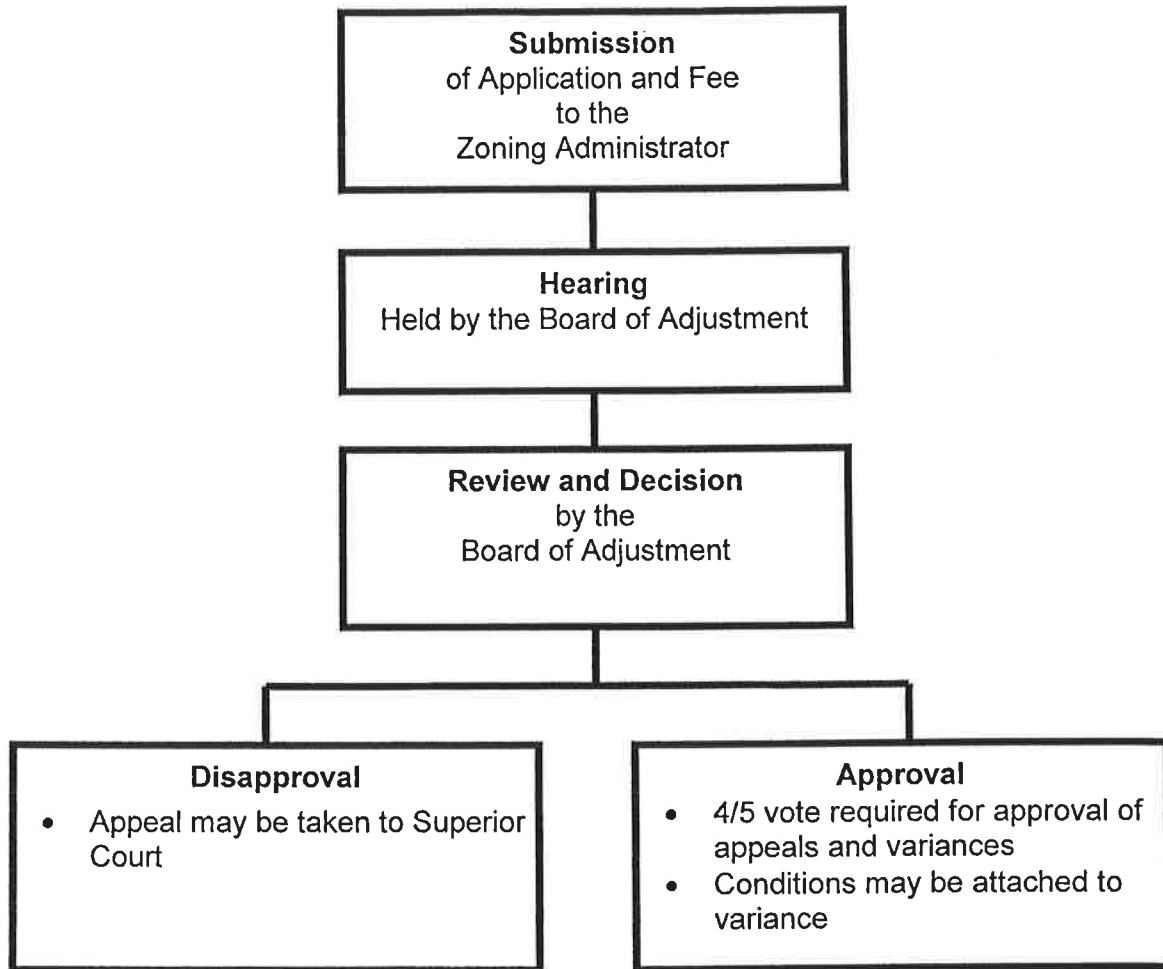 Submission
of Application and Fee
to the
Zoning Administrator
Hearing
Held by the Board of Adjustment
Review and Decision
by the
Board of Adjustment
Disapproval
• Appeal may be taken to Superior
Court
Approval
• 4/5 vote required for approval of
appeals and variances
• Conditions may be attached to
variance